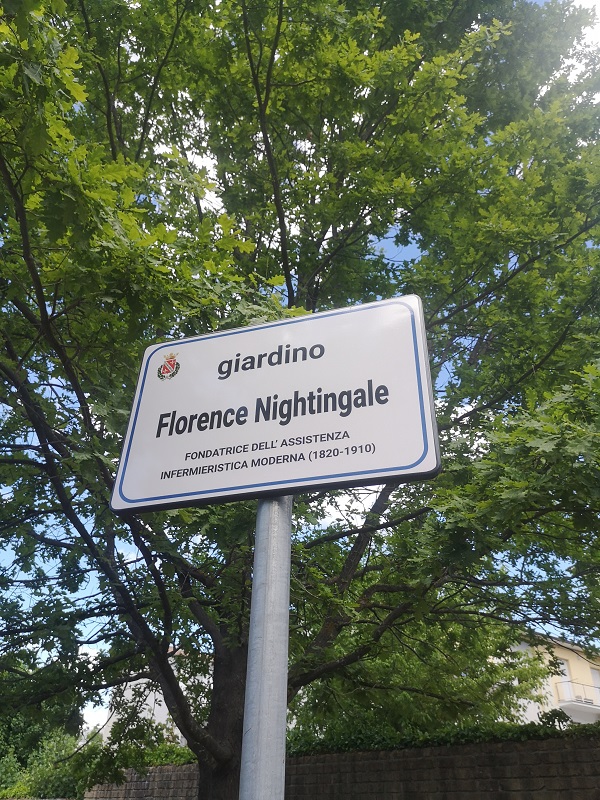 giardino
Florence Nightingale
FONDATRICE DELL' ASSISTENZA
INFERMIERISTICA MODERNA (1820-1910)